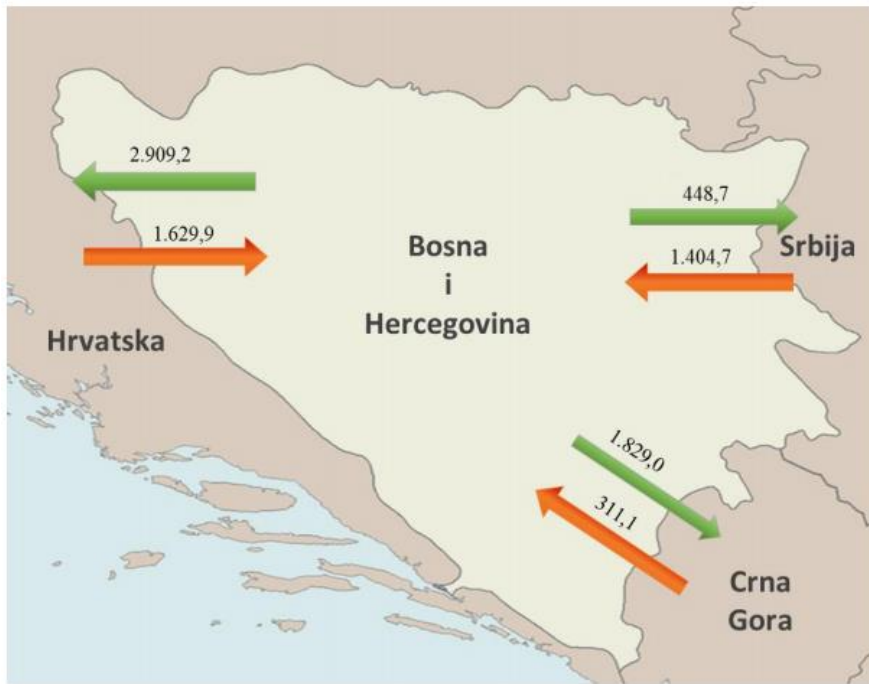 2.909,2
448,7
1.629,9
Bosna
i
Hercegovina
Srbija
1.404,7
Hrvatska
1.829,0
311,1
Crna
Gora